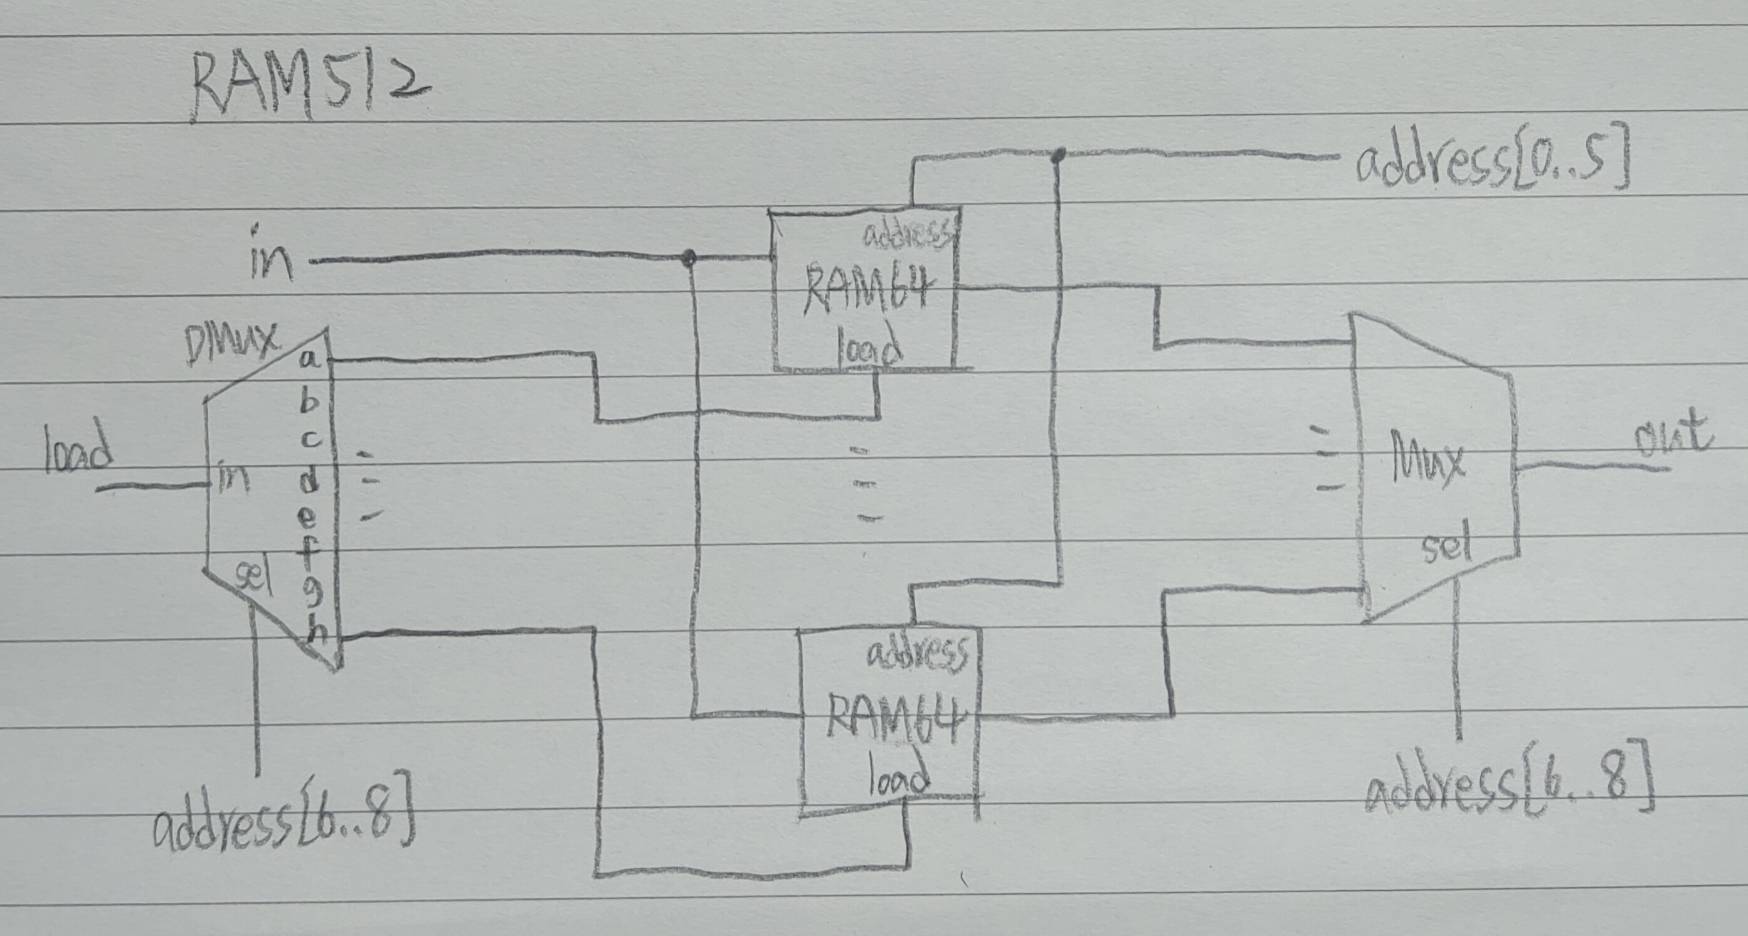 RAM512
address[0..5]
in
address
RAM64
load
DMux
a
b
c
d
e
f
g
h
load
in
sel
Mux
sel
out
address
RAM64
load
address[6..8]
address[6..8]